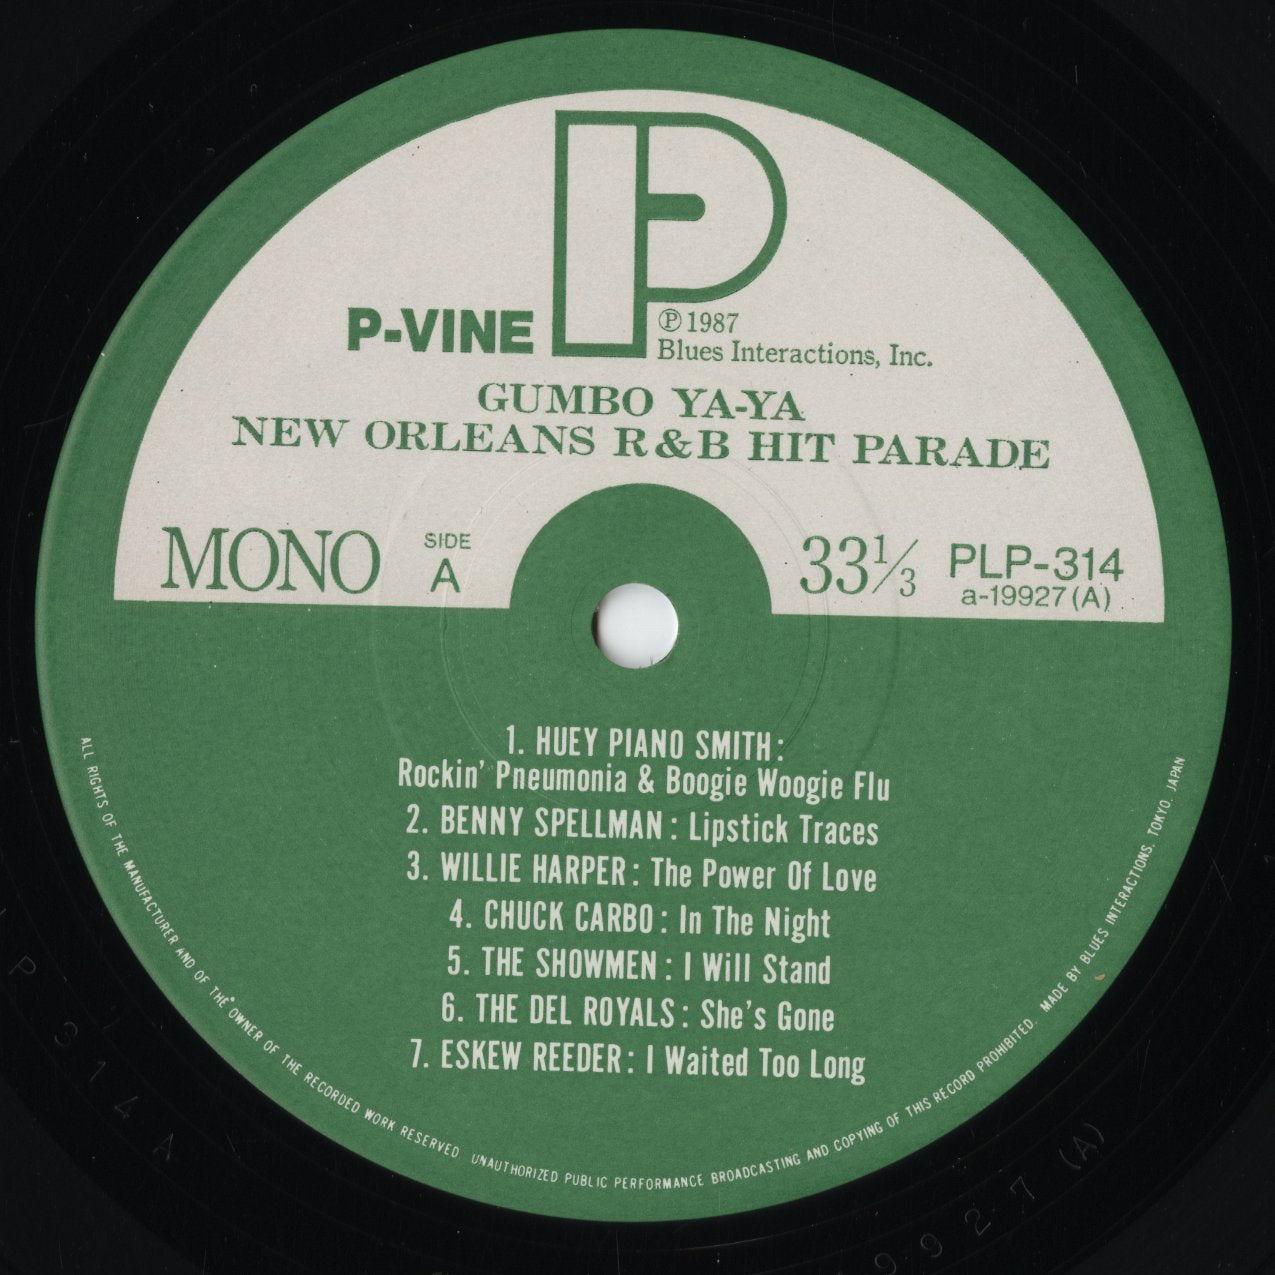 P
P-VINE
℗ 1987
Blues Interactions, Inc.
GUMBO YA-YA
NEW ORLEANS R&B HIT PARADE
MONO
SIDE
A
33⅓
PLP-314
a-19927 (A)
1. HUEY PIANO SMITH:
Rockin' Pneumonia & Boogie Woogie Flu
2. BENNY SPELLMAN: Lipstick Traces
3. WILLIE HARPER: The Power Of Love
4. CHUCK CARBO: In The Night
5. THE SHOWMEN: I Will Stand
6. THE DEL ROYALS: She's Gone
7. ESKEW REEDER: I Waited Too Long
ALL RIGHTS OF THE MANUFACTURER AND OF THE OWNER OF THE RECORDED WORK RESERVED UNAUTHORIZED PUBLIC PERFORMANCE BROADCASTING AND COPYING OF THIS RECORD PROHIBITED. MADE BY BLUES INTERACTIONS, TOKYO. JAPAN
P 314 A
9927 (A)